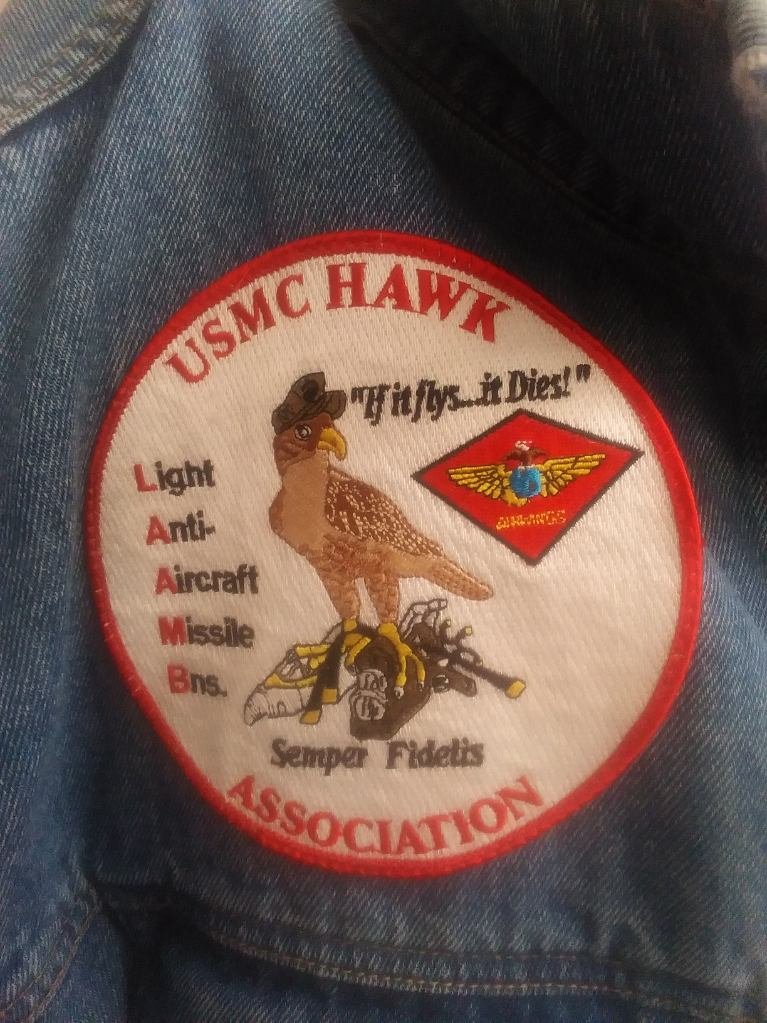 USMC HAWK
"If it flys...it Dies!"
Light
Anti-
Aircraft
Missile
Bns.
Semper Fidelis
ASSOCIATION